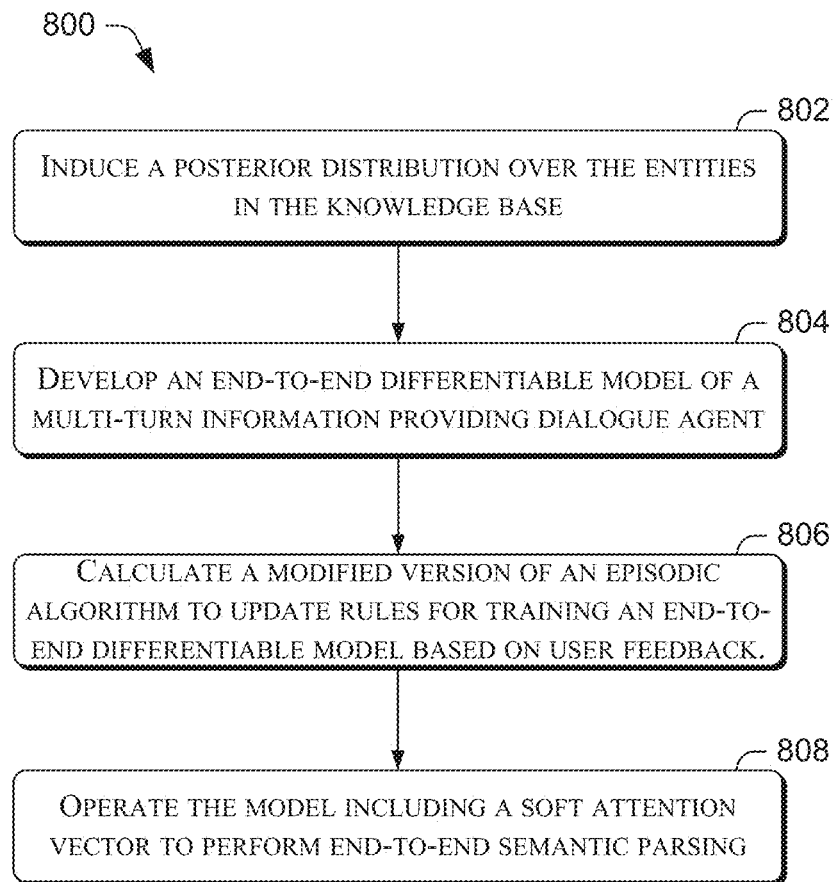 800
802
INDUCE A POSTERIOR DISTRIBUTION OVER THE ENTITIES
IN THE KNOWLEDGE BASE
804
DEVELOP AN END-TO-END DIFFERENTIABLE MODEL OF A
MULTI-TURN INFORMATION PROVIDING DIALOGUE AGENT
806
CALCULATE A MODIFIED VERSION OF AN EPISODIC
ALGORITHM TO UPDATE RULES FOR TRAINING AN END-TO-
END DIFFERENTIABLE MODEL BASED ON USER FEEDBACK.
808
OPERATE THE MODEL INCLUDING A SOFT ATTENTION
VECTOR TO PERFORM END-TO-END SEMANTIC PARSING